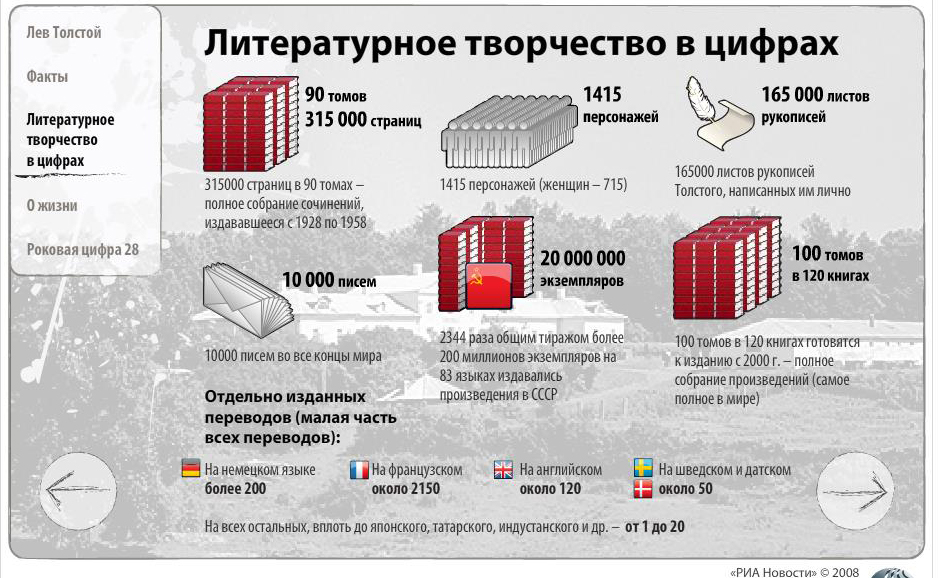 Лев Толстой
Факты
Литературное
творчество
в цифрах
О жизни
Роковая цифра 28
Литературное творчество в цифрах
90 томов
315 000 страниц
315000 страниц в 90 томах –
полное собрание сочинений,
издававшееся с 1928 по 1958
1415
персонажей
1415 персонажей (женщин – 715)
165 000 листов
рукописей
165000 листов рукописей
Толстого, написанных им лично
10 000 писем
10000 писем во все концы мира
20 000 000
экземпляров
2344 раза общим тиражом более
200 миллионов экземпляров на
83 языках издавались
произведения в СССР
100 томов
в 120 книгах
100 томов в 120 книгах готовятся
к изданию с 2000 г. – полное
собрание произведений (самое
полное в мире)
Отдельно изданных
переводов (малая часть
всех переводов):
На немецком языке
более 200
На французском
около 2150
На английском
около 120
На шведском и датском
около 50
На всех остальных, вплоть до японского, татарского, индустанского и др. – от 1 до 20
«РИА Новости» © 2008